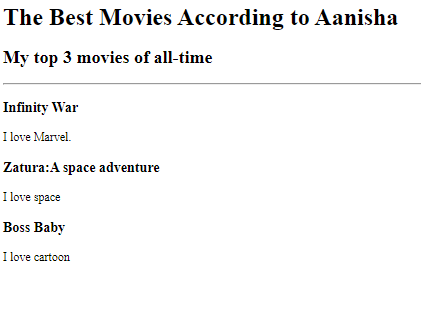 The Best Movies According to Aanisha
My top 3 movies of all-time
Infinity War
I love Marvel.
Zatura:A space adventure
I love space
Boss Baby
I love cartoon